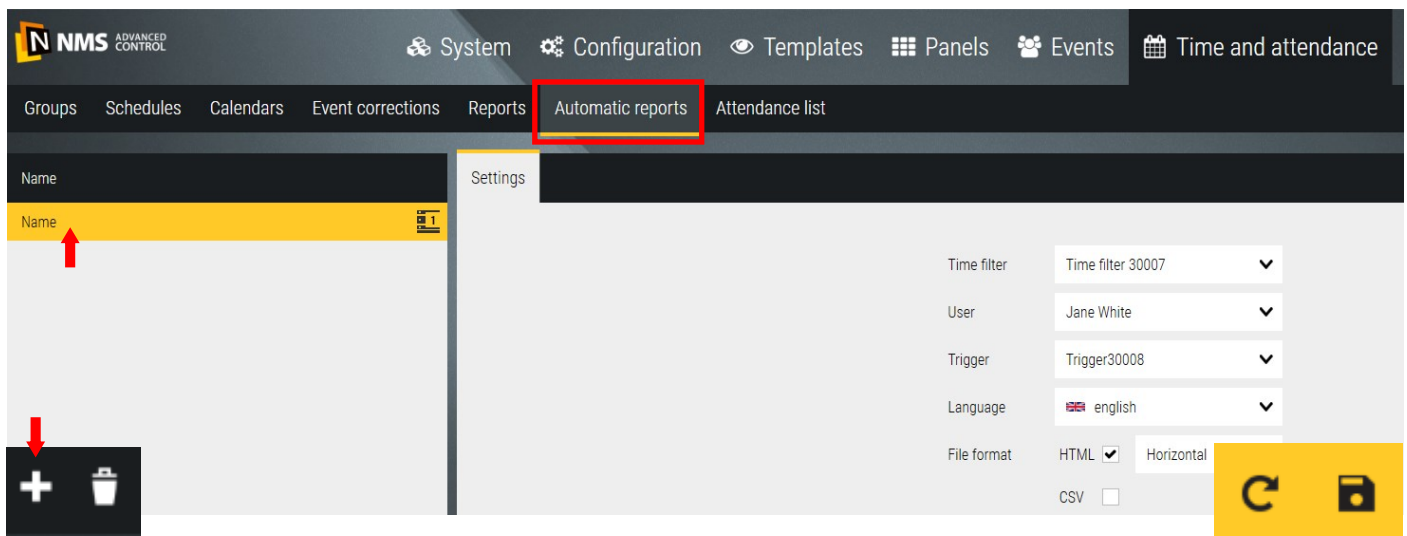 NMS ADVANCED CONTROL
System Configuration Templates Panels Events Time and attendance
Groups Schedules Calendars Event corrections Reports Automatic reports Attendance list
Name
Settings
Name
1
Time filter Time filter 30007
User Jane White
Trigger Trigger30008
Language english
File format HTML Horizontal
CSV